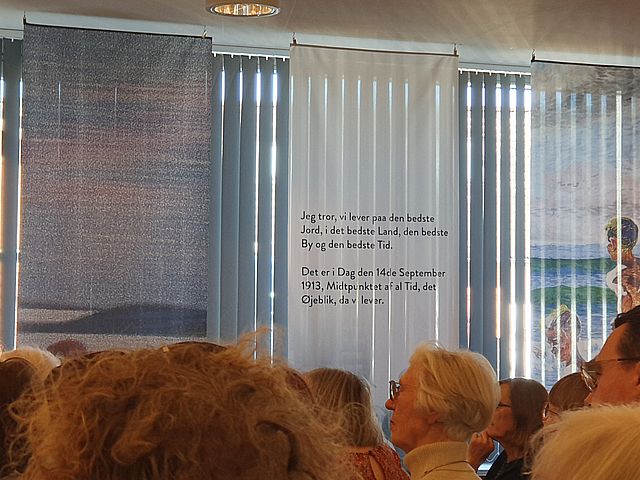 Jeg tror, vi lever paa den bedste
Jord, i det bedste Land, den bedste
By og den bedste Tid.
Det er i Dag den 14de September
1913, Midtpunktet af al Tid, det
Øjeblik, da vi lever.